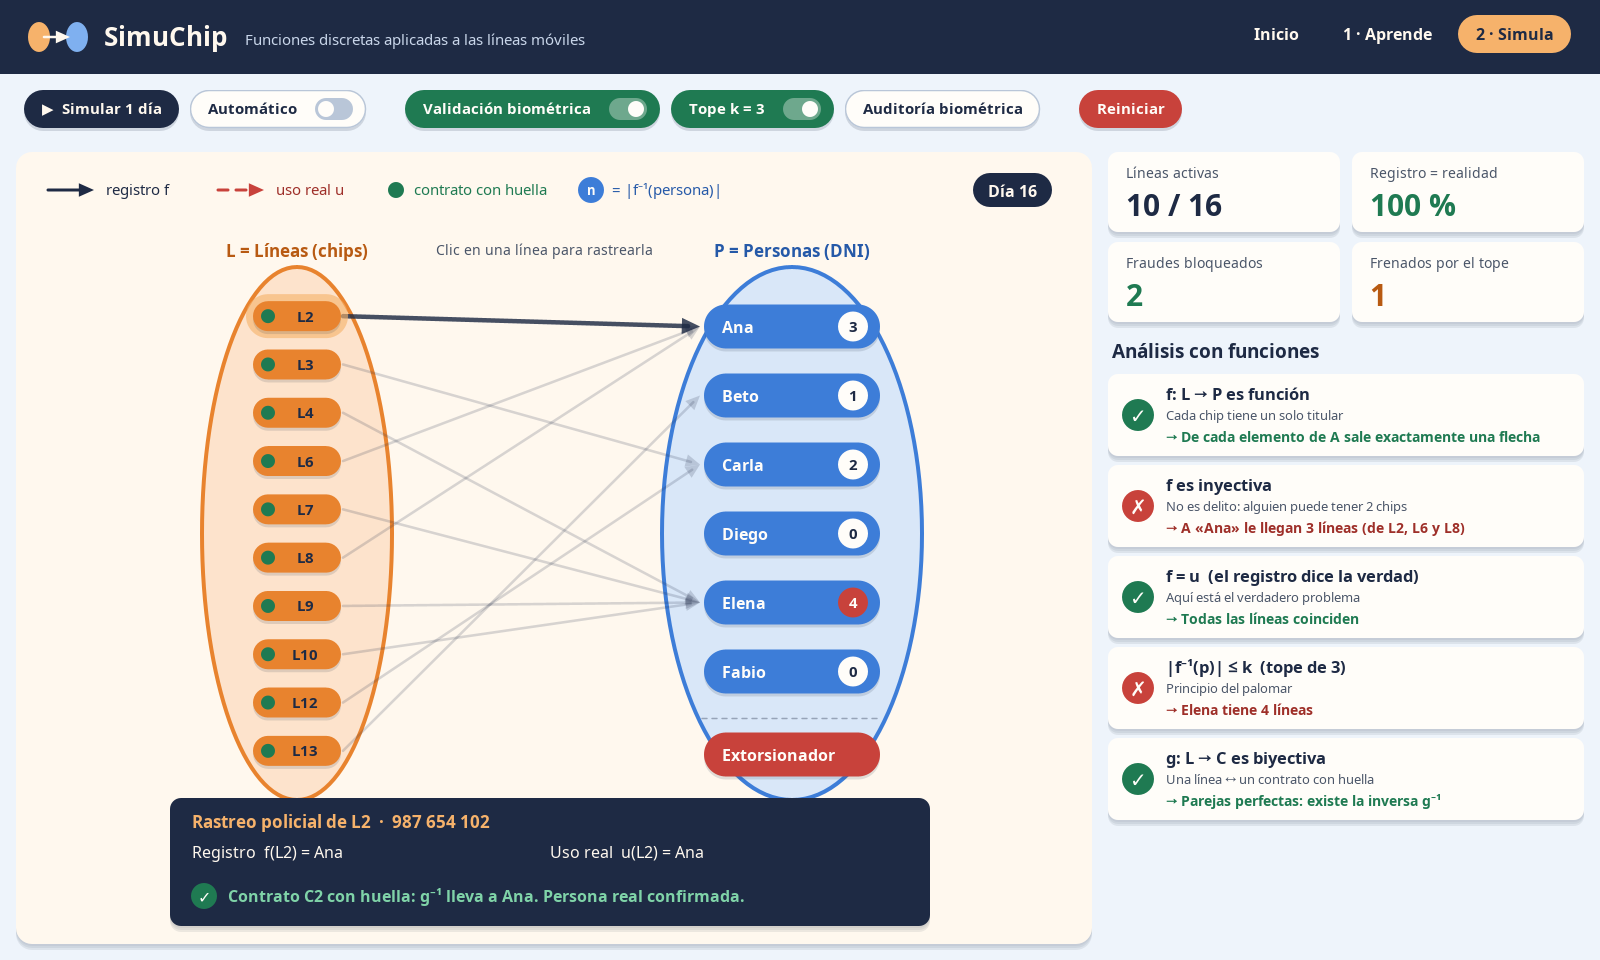 SimuChip
Funciones discretas aplicadas a las líneas móviles
Inicio
1 · Aprende
2 · Simula
▶ Simular 1 día
Automático
Validación biométrica
Tope k = 3
Auditoría biométrica
Reiniciar
registro f
uso real u
contrato con huella
n = |f⁻¹(persona)|
Día 16
L = Líneas (chips)
Clic en una línea para rastrearla
P = Personas (DNI)
L2
L3
L4
L6
L7
L8
L9
L10
L12
L13
Ana 3
Beto 1
Carla 2
Diego 0
Elena 4
Fabio 0
Extorsionador
Rastreo policial de L2 · 987 654 102
Registro f(L2) = Ana
Uso real u(L2) = Ana
✓ Contrato C2 con huella: g⁻¹ lleva a Ana. Persona real confirmada.
Líneas activas
10 / 16
Registro = realidad
100 %
Fraudes bloqueados
2
Frenados por el tope
1
Análisis con funciones
✓ f: L → P es función
Cada chip tiene un solo titular
→ De cada elemento de A sale exactamente una flecha
✗ f es inyectiva
No es delito: alguien puede tener 2 chips
→ A «Ana» le llegan 3 líneas (de L2, L6 y L8)
✓ f = u (el registro dice la verdad)
Aquí está el verdadero problema
→ Todas las líneas coinciden
✗ |f⁻¹(p)| ≤ k (tope de 3)
Principio del palomar
→ Elena tiene 4 líneas
✓ g: L → C es biyectiva
Una línea ↔ un contrato con huella
→ Parejas perfectas: existe la inversa g⁻¹